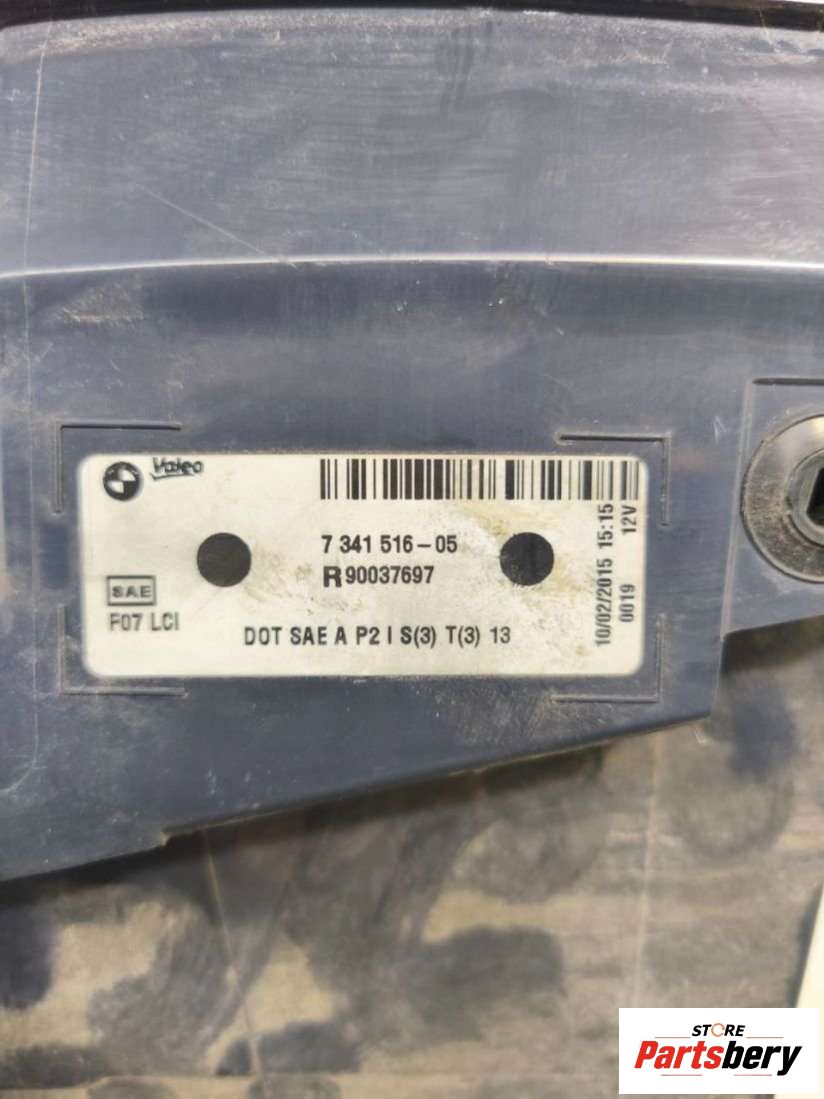 Valeo
7 341 516-05
R 90037697
SAE
F07 LCI
DOT SAE A P2 I S(3) T(3) 13
10/02/2015 15:15
0019 12V
STORE
Partsbery